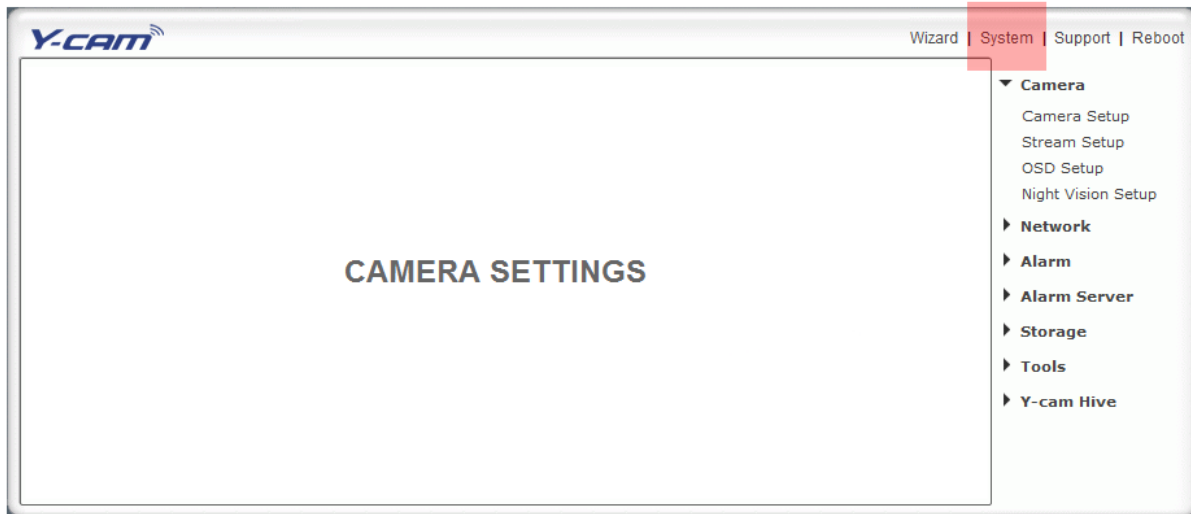 Y-cam
Wizard | System | Support | Reboot
Camera
Camera Setup
Stream Setup
OSD Setup
Night Vision Setup
Network
Alarm
Alarm Server
Storage
Tools
Y-cam Hive
CAMERA SETTINGS